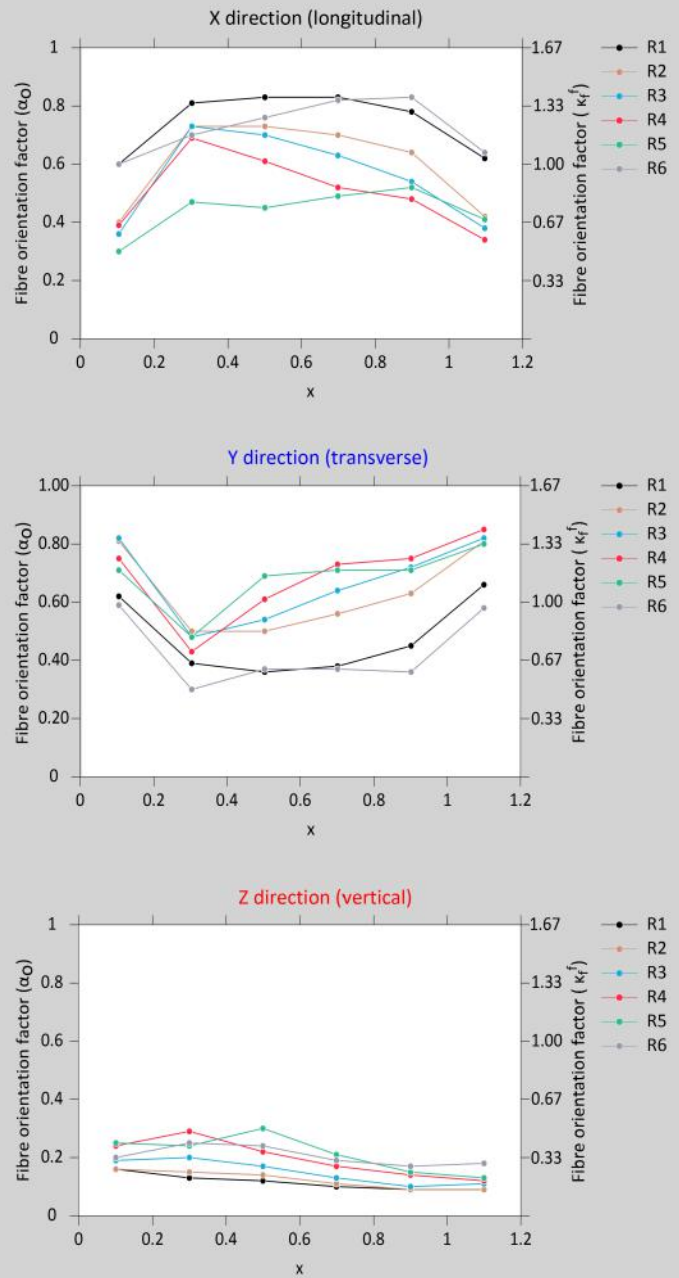 X direction (longitudinal)
Fibre orientation factor (αO)
1
0.8
0.6
0.4
0.2
0
0
0.2
0.4
0.6
0.8
1
1.2
x
1.67
1.33
1.00
0.67
0.33
Fibre orientation factor ( κ_f^f)
R1
R2
R3
R4
R5
R6
Y direction (transverse)
Fibre orientation factor (αO)
1.00
0.80
0.60
0.40
0.20
0
0
0.2
0.4
0.6
0.8
1
1.2
x
1.67
1.33
1.00
0.67
0.33
Fibre orientation factor ( κ_f^f)
R1
R2
R3
R4
R5
R6
Z direction (vertical)
Fibre orientation factor (αO)
1
0.8
0.6
0.4
0.2
0
0
0.2
0.4
0.6
0.8
1
1.2
x
1.67
1.33
1.00
0.67
0.33
Fibre orientation factor ( κ_f^f)
R1
R2
R3
R4
R5
R6